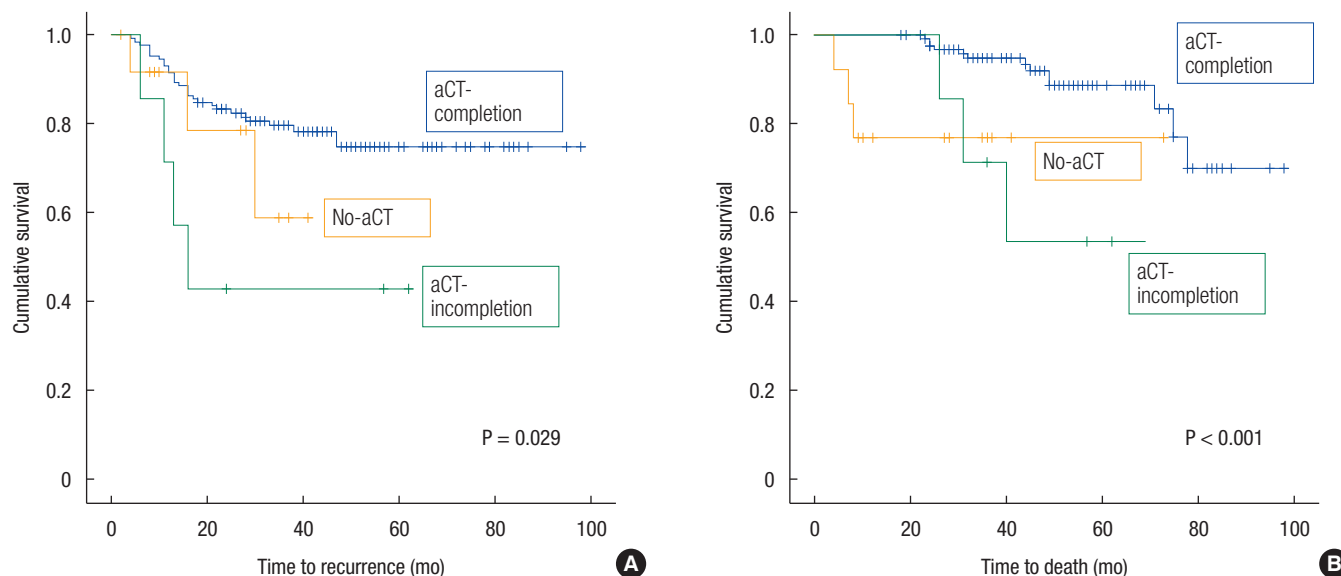 1.0
0.8
0.6
0.4
0.2
0
Cumulative survival
aCT-
completion
No-aCT
aCT-
incompletion
P = 0.029
0 20 40 60 80 100
Time to recurrence (mo)
A
1.0
0.8
0.6
0.4
0.2
0
Cumulative survival
aCT-
completion
No-aCT
aCT-
incompletion
P < 0.001
0 20 40 60 80 100
Time to death (mo)
B